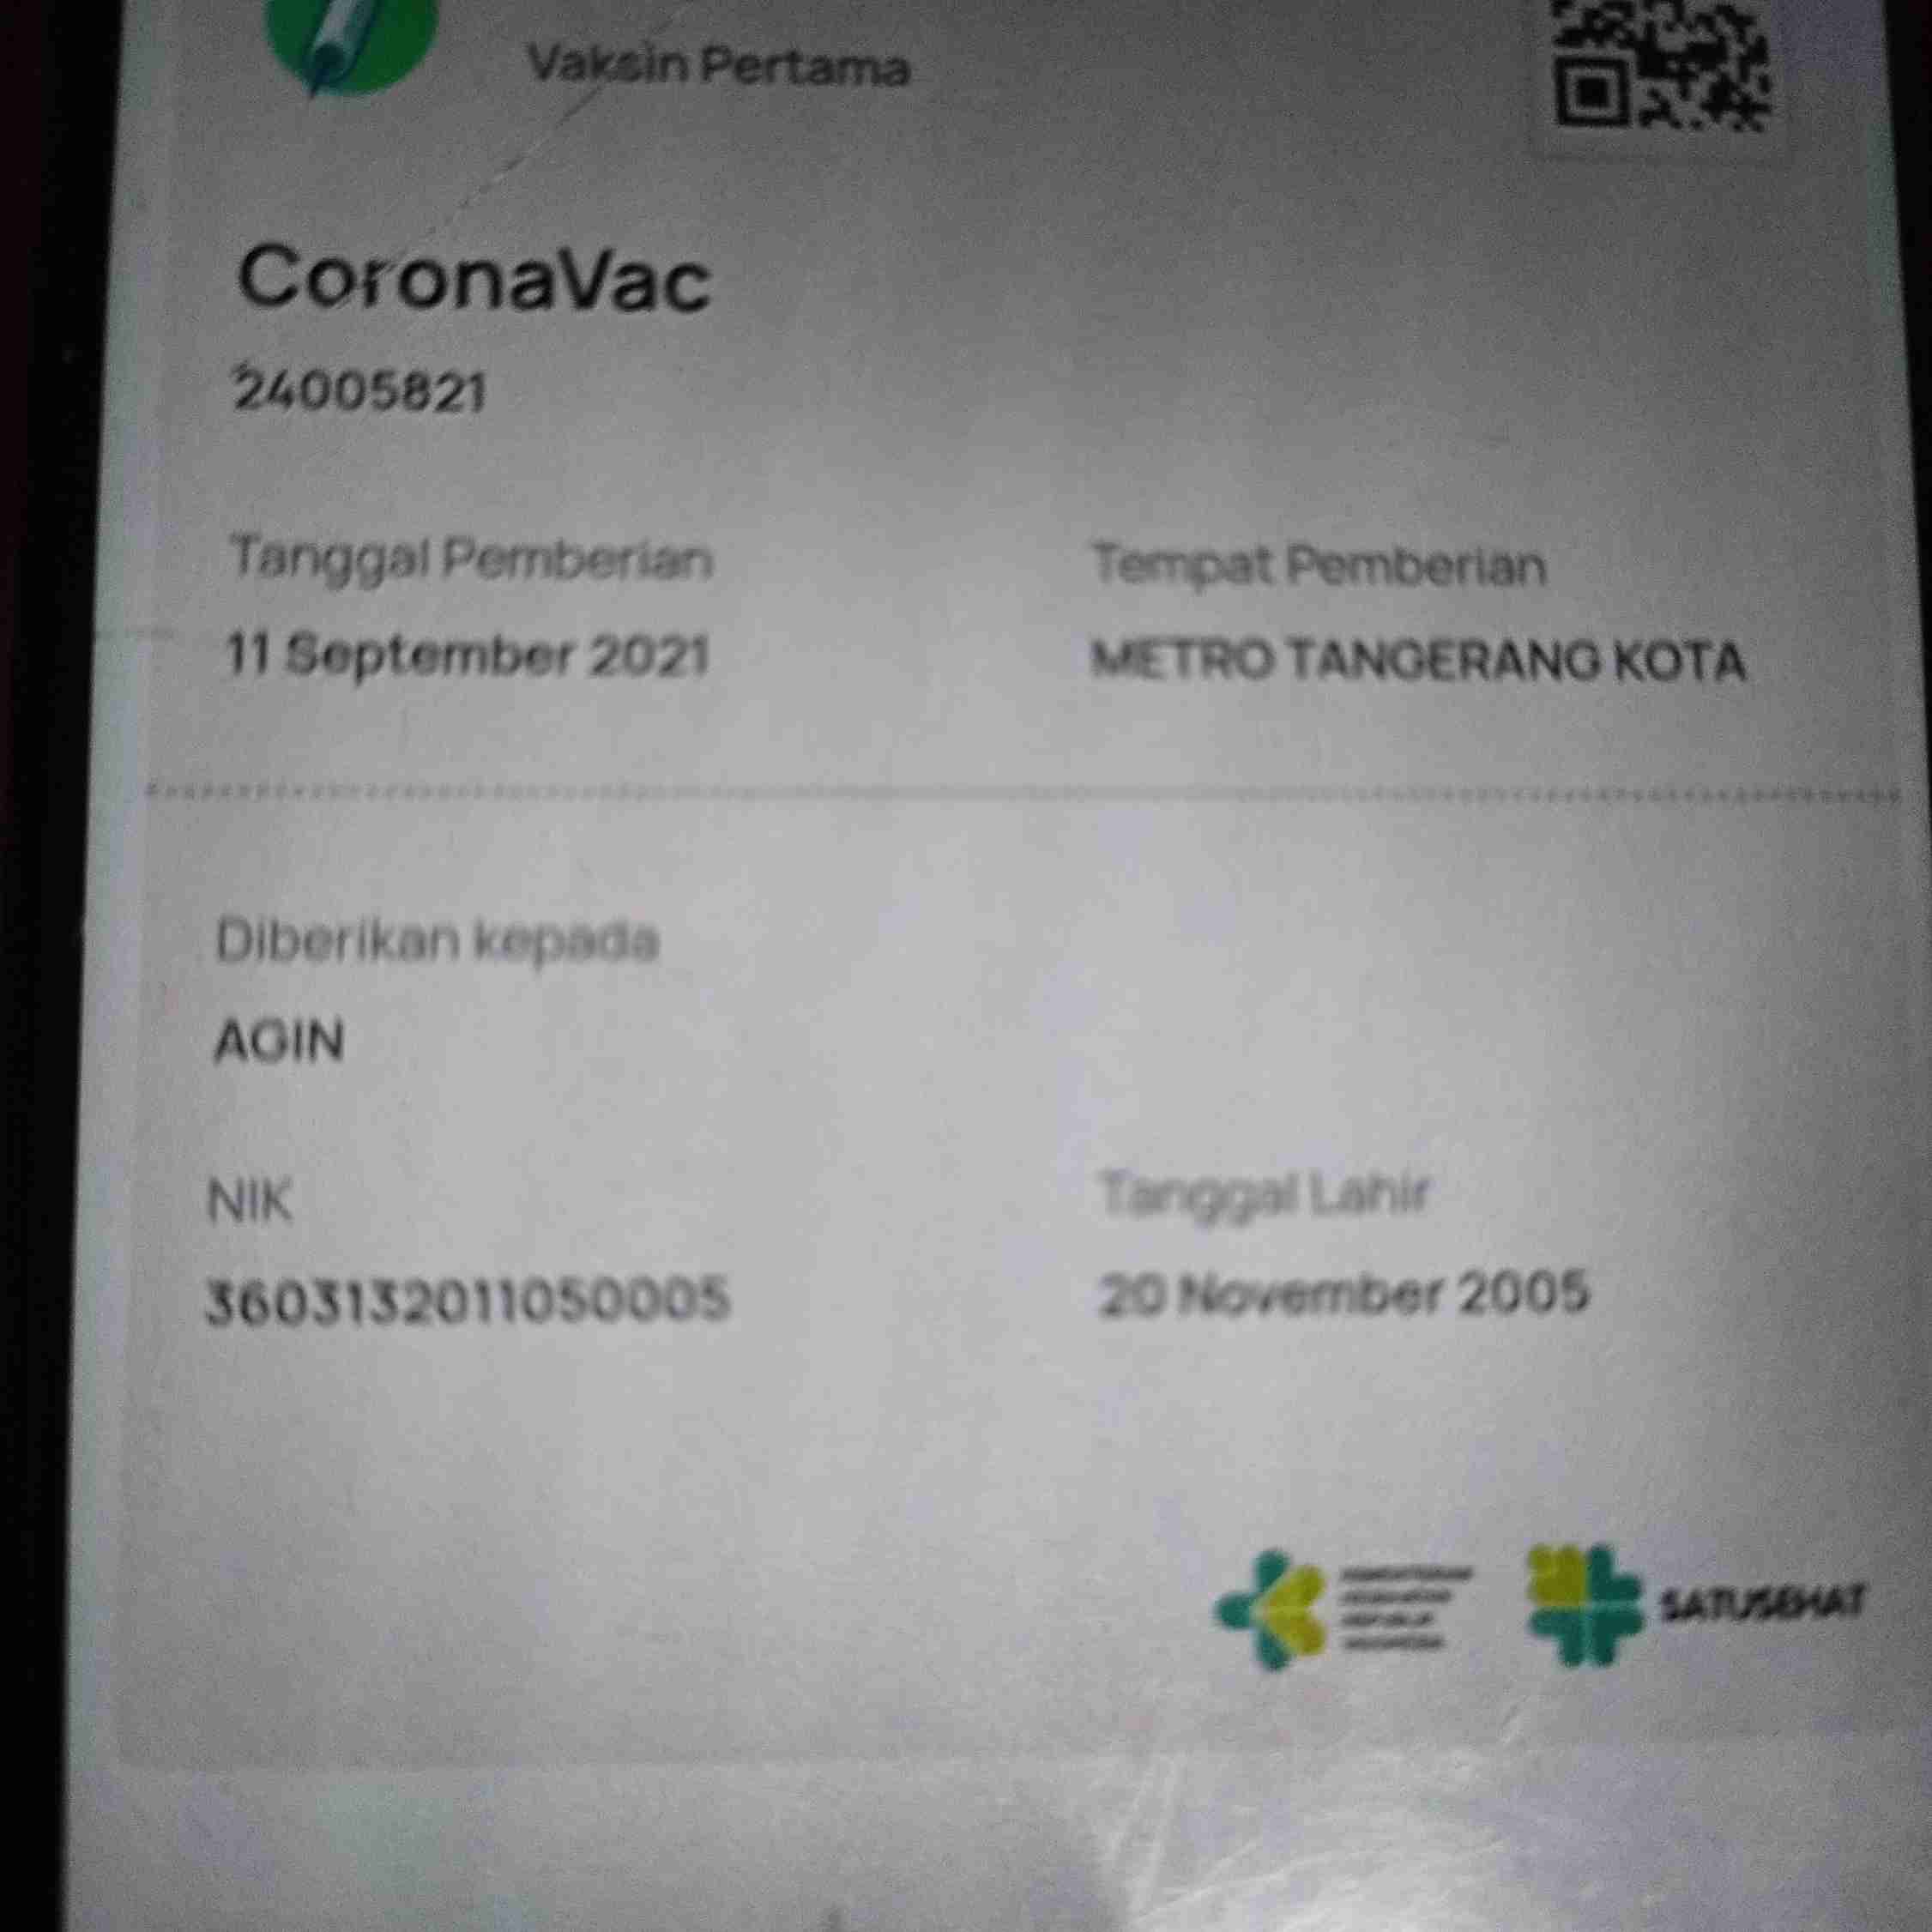 Vaksin Pertama
CoronaVac
24005821
Tanggal Pemberian
Tempat Pemberian
11 September 2021
METRO TANGERANG KOTA
Diberikan kepada
AGIN
NIK
Tanggal Lahir
3603132011050005
20 November 2005
SATUSEHAT